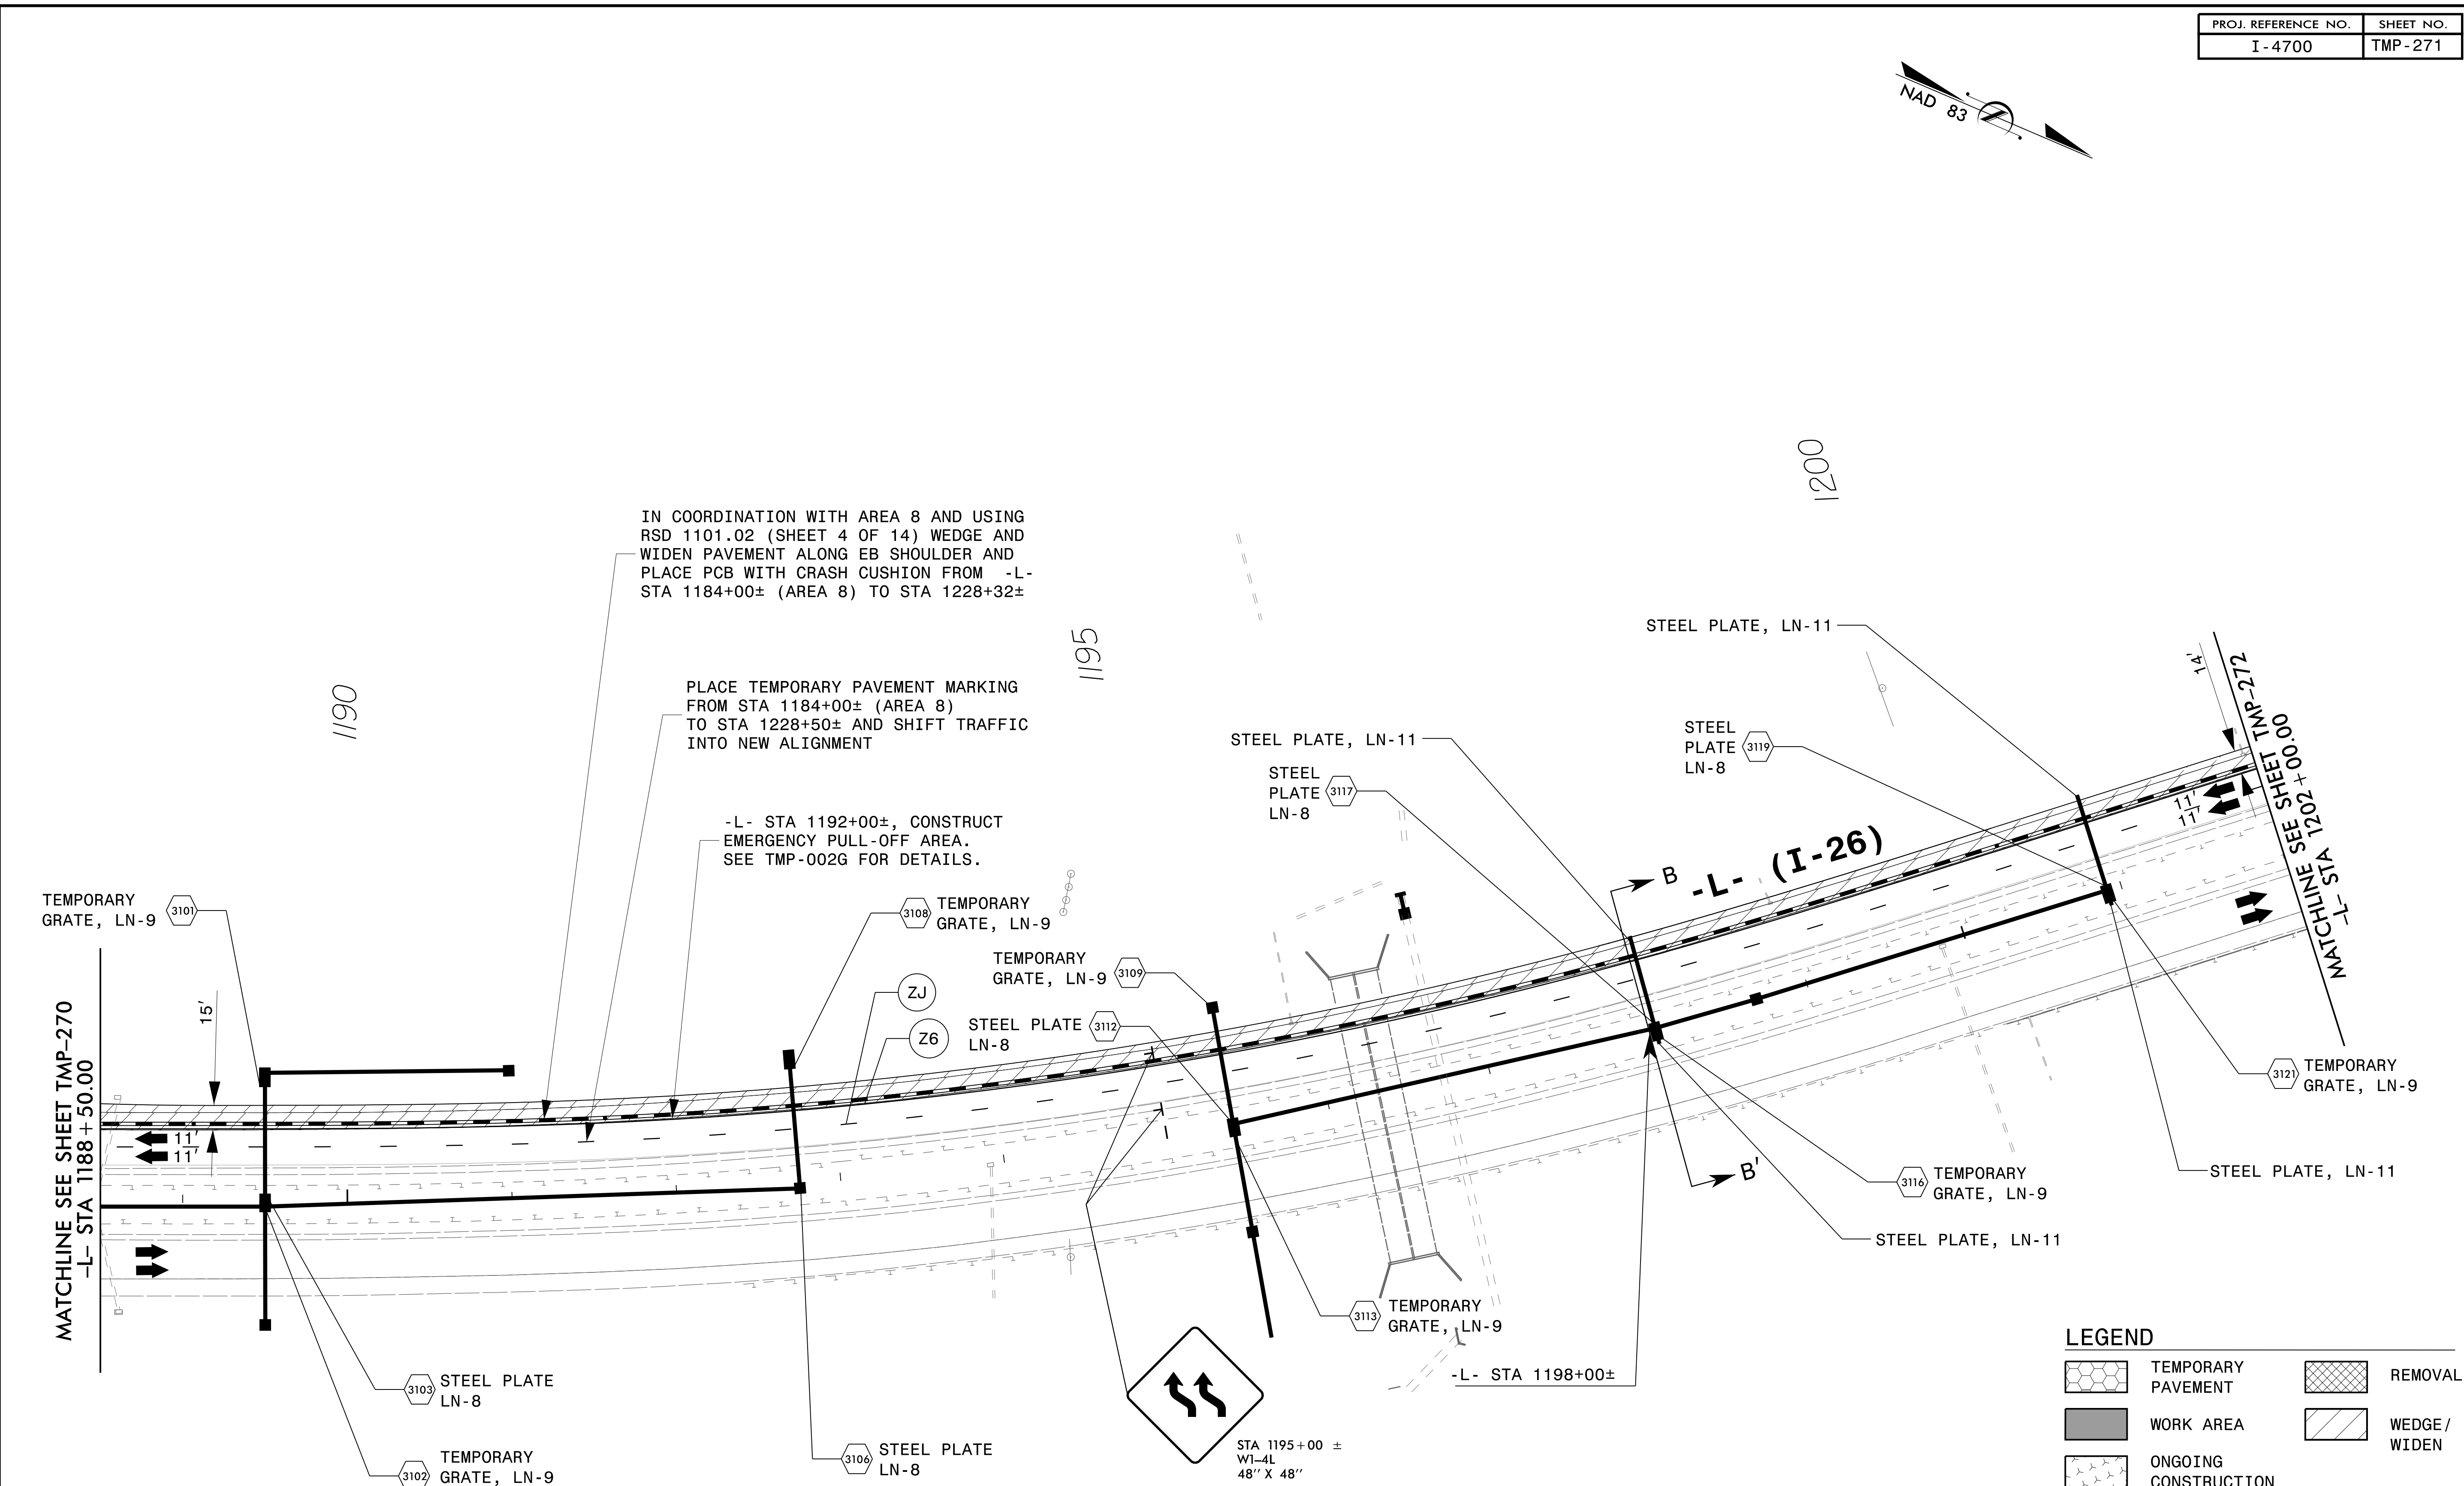 PROJ. REFERENCE NO. SHEET NO.
I-4700 TMP-271
NAD 83
1200
IN COORDINATION WITH AREA 8 AND USING
RSD 1101.02 (SHEET 4 OF 14) WEDGE AND
WIDEN PAVEMENT ALONG EB SHOULDER AND
PLACE PCB WITH CRASH CUSHION FROM -L-
STA 1184+00± (AREA 8) TO STA 1228+32±
1195
1190
STEEL PLATE, LN-11
14'
MATCHLINE SEE SHEET TMP-272
-L- STA 1202+00.00
PLACE TEMPORARY PAVEMENT MARKING
FROM STA 1184+00± (AREA 8)
TO STA 1228+50± AND SHIFT TRAFFIC
INTO NEW ALIGNMENT
STEEL PLATE, LN-11
STEEL
PLATE 3119
LN-8
STEEL
PLATE 3117
LN-8
11'
11'
-L- STA 1192+00±, CONSTRUCT
EMERGENCY PULL-OFF AREA.
SEE TMP-002G FOR DETAILS.
-L- (I-26)
B
TEMPORARY
GRATE, LN-9 3101
3108 TEMPORARY
GRATE, LN-9
TEMPORARY
GRATE, LN-9 3109
ZJ
Z6
STEEL PLATE 3112
LN-8
15'
MATCHLINE SEE SHEET TMP-270
-L- STA 1188+50.00
11'
11'
3121 TEMPORARY
GRATE, LN-9
B'
STEEL PLATE, LN-11
3116 TEMPORARY
GRATE, LN-9
STEEL PLATE, LN-11
3113 TEMPORARY
GRATE, LN-9
-L- STA 1198+00±
3103 STEEL PLATE
LN-8
3106 STEEL PLATE
LN-8
3102 TEMPORARY
GRATE, LN-9
STA 1195+00 ±
W1-4L
48'' X 48''
LEGEND
TEMPORARY
PAVEMENT
REMOVAL
WORK AREA
WEDGE/
WIDEN
ONGOING
CONSTRUCTION